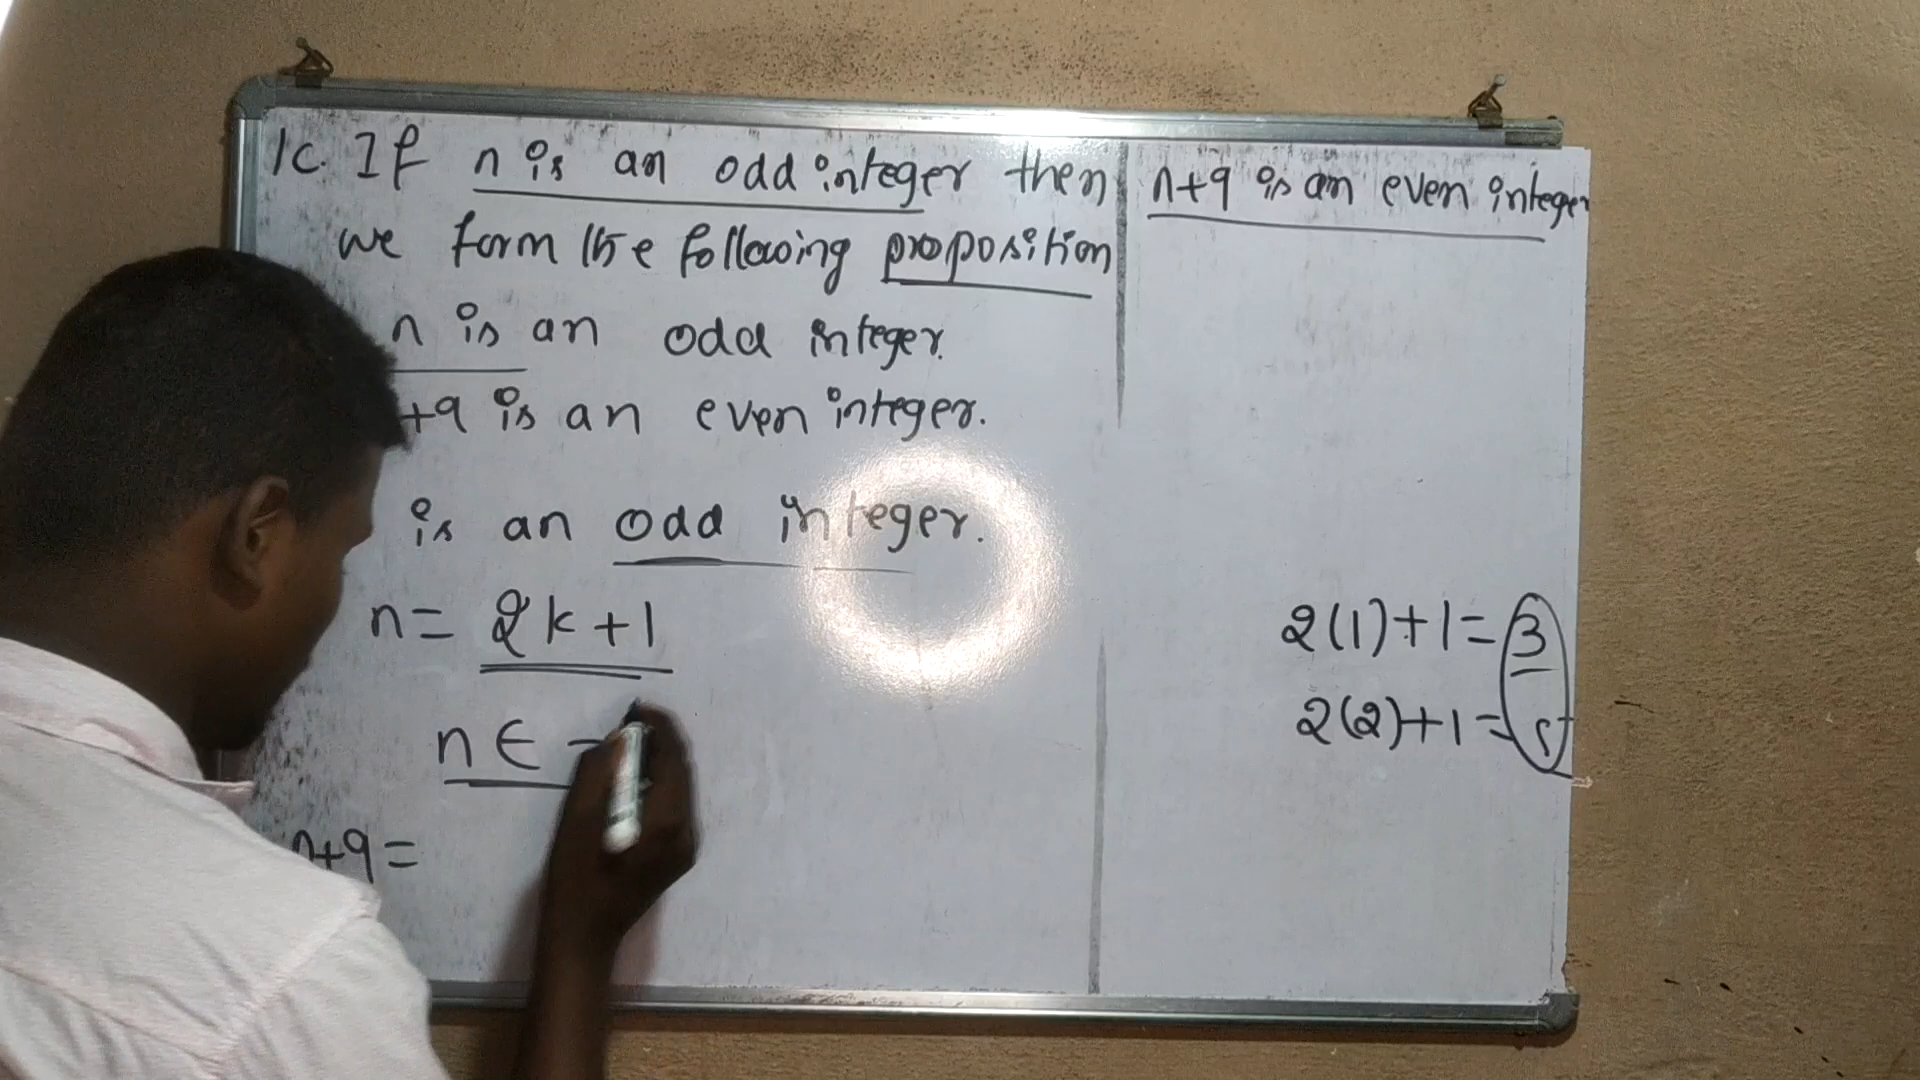 1c. If n is an odd integer then n+9 is an even integer
we form the following proposition
n is an odd integer.
+9 is an even integer.
is an odd integer.
n = 2k+1
n ∈
n+9 =
2(1)+1=3
2(2)+1=5